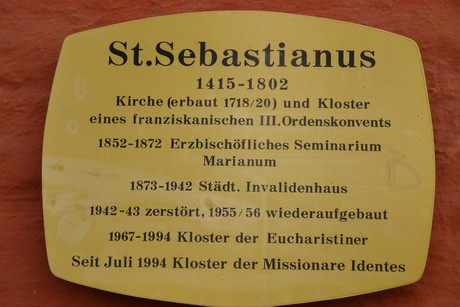 St.Sebastianus
1415-1802
Kirche (erbaut 1718/20) und Kloster
eines franziskanischen III.Ordenskonvents
1852-1872 Erzbischöfliches Seminarium
Marianum
1873-1942 Städt. Invalidenhaus
1942-43 zerstört, 1955/56 wiederaufgebaut
1967-1994 Kloster der Eucharistiner
Seit Juli 1994 Kloster der Missionare Identes